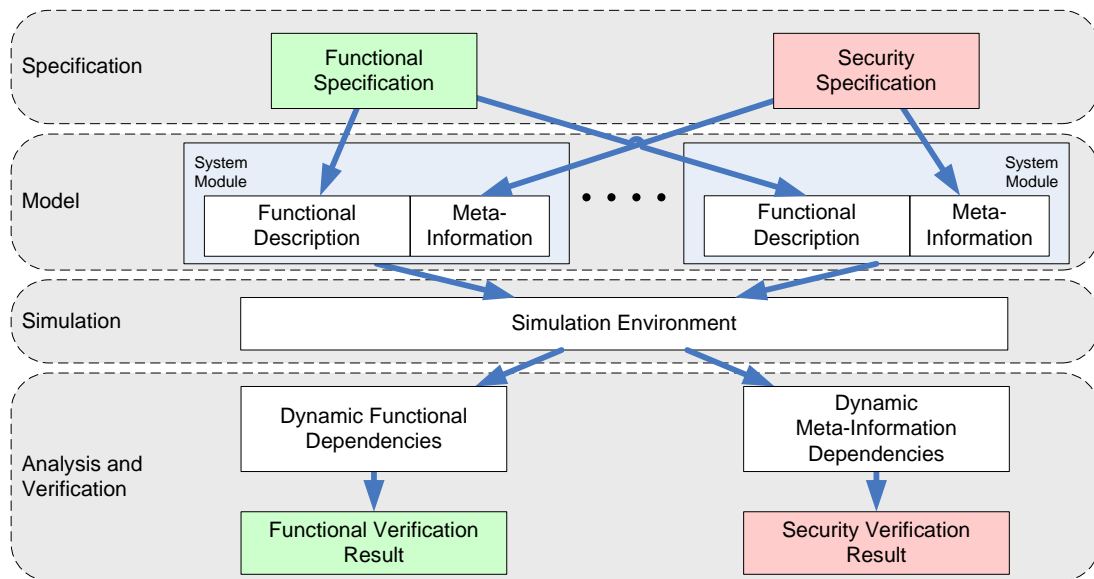 Specification
Functional
Specification
Security
Specification
Model
System
Module
Functional
Description
Meta-
Information
System
Module
Functional
Description
Meta-
Information
Simulation
Simulation Environment
Analysis and
Verification
Dynamic Functional
Dependencies
Dynamic
Meta-Information
Dependencies
Functional Verification
Result
Security Verification
Result